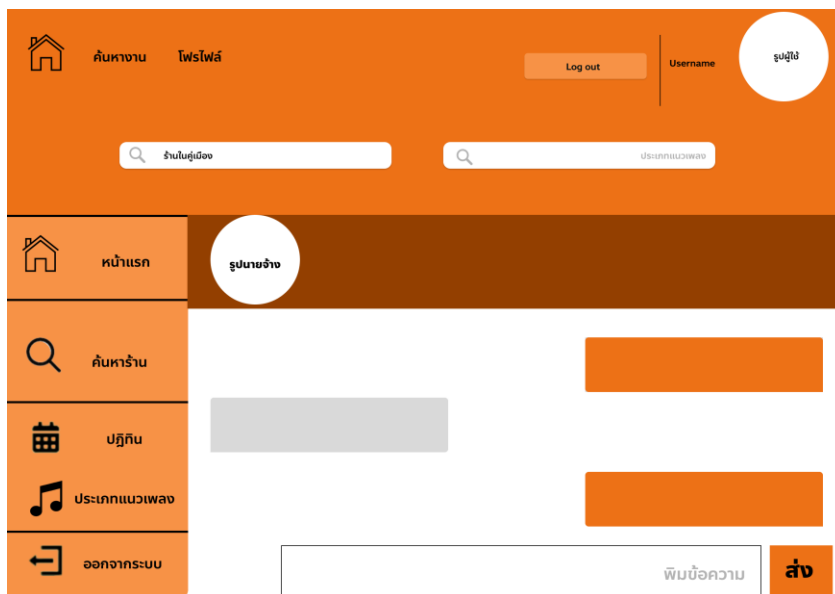 ค้นหางาน
โฟรไฟล์
Log out
Username
รูปผู้ใช้
ร้านในคู่เมือง
ประเภทแนวเพลง
หน้าแรก
รูปนายจ้าง
ค้นหาร้าน
ปฎิทิน
ประเภทแนวเพลง
ออกจากระบบ
พิมข้อความ
ส่ง